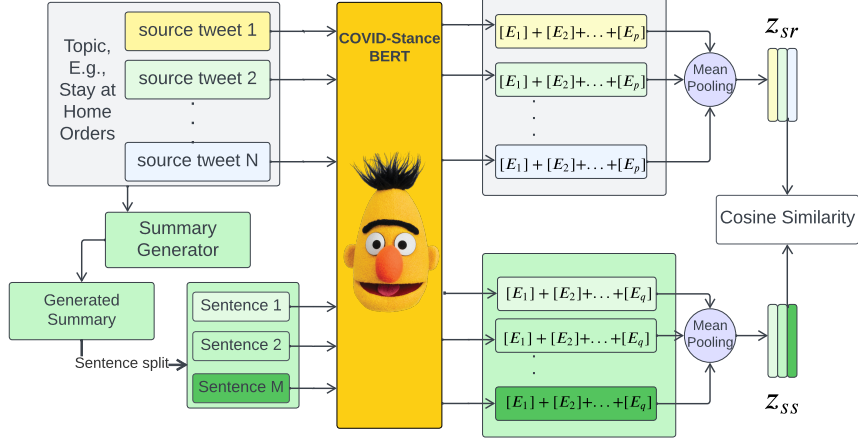 Topic,
E.g.,
Stay at
Home
Orders
source tweet 1
source tweet 2
source tweet N
COVID-Stance
BERT
[E1] + [E2]+. . .+[Ep]
[E1] + [E2]+. . .+[Ep]
[E1] + [E2]+. . .+[Ep]
Mean
Pooling
zsr
Cosine Similarity
Summary
Generator
Generated
Summary
Sentence split
Sentence 1
Sentence 2
Sentence M
[E1] + [E2]+. . .+[Eq]
[E1] + [E2]+. . .+[Eq]
[E1] + [E2]+. . .+[Eq]
Mean
Pooling
zss